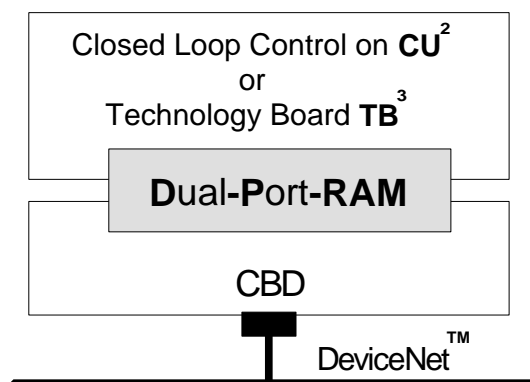 Closed Loop Control on CU²
or
Technology Board TB³
Dual-Port-RAM
CBD
DeviceNet™